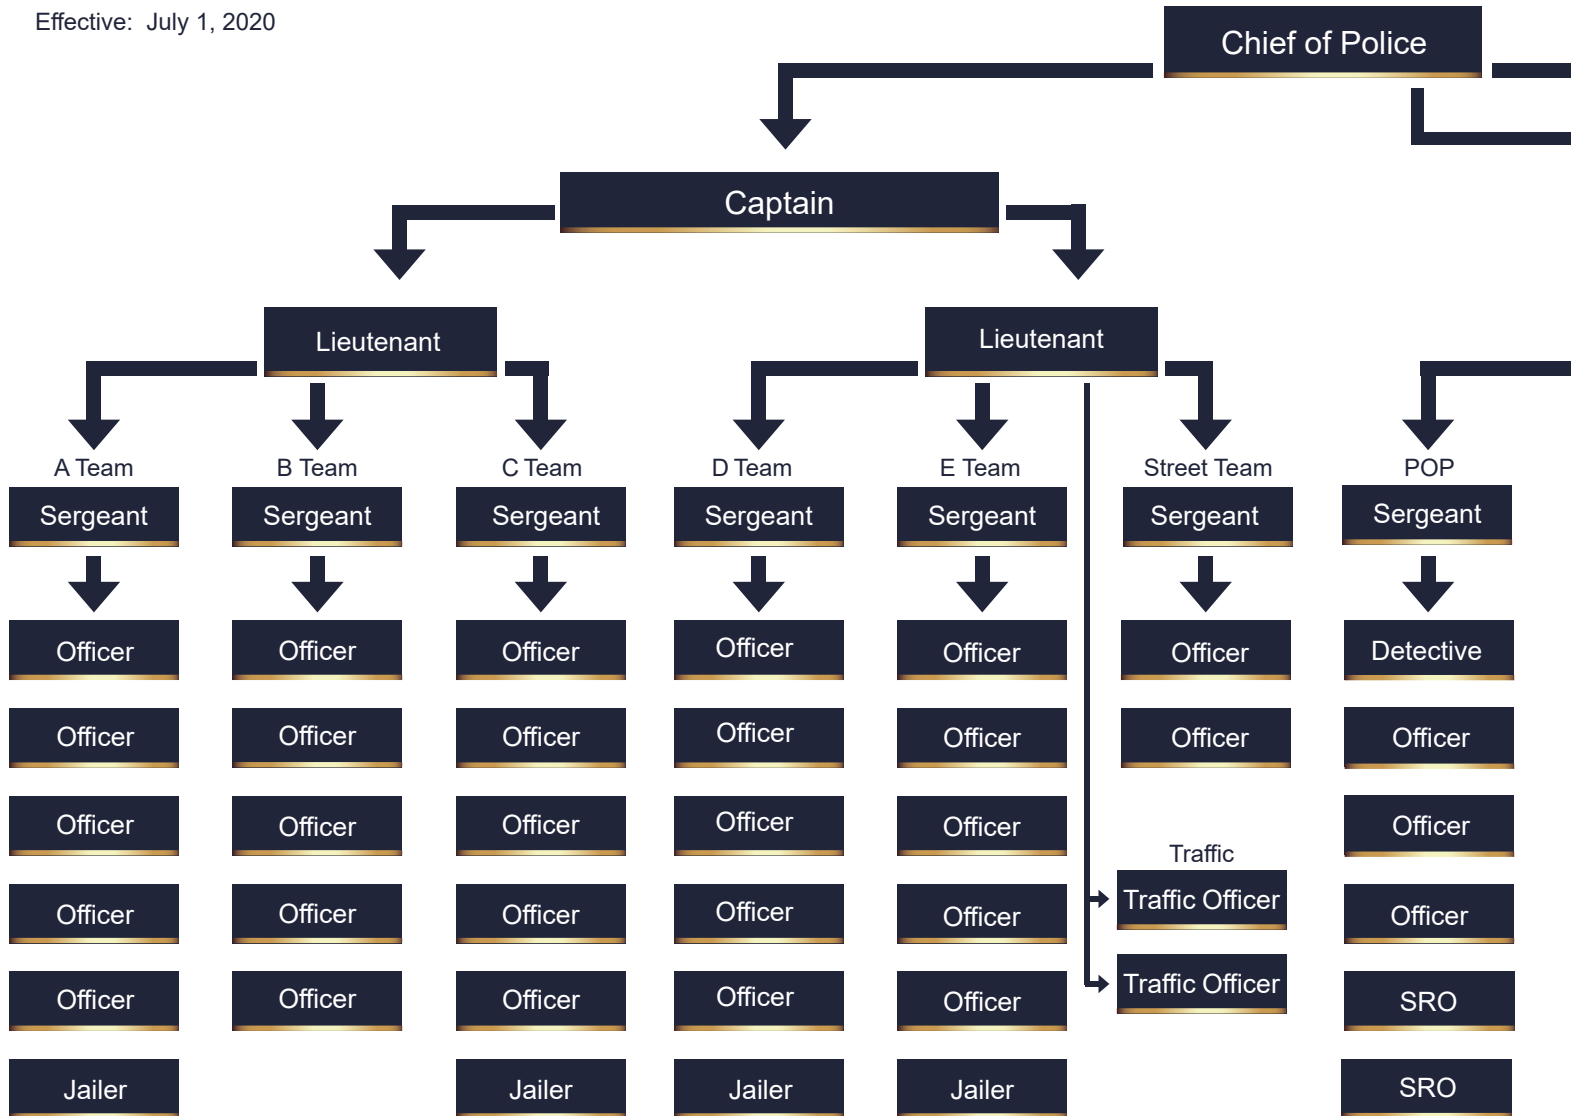 Effective: July 1, 2020
Chief of Police
Captain
Lieutenant
Lieutenant
A Team
B Team
C Team
D Team
E Team
Street Team
POP
Sergeant
Sergeant
Sergeant
Sergeant
Sergeant
Sergeant
Sergeant
Officer
Officer
Officer
Officer
Officer
Officer
Detective
Officer
Officer
Officer
Officer
Officer
Officer
Officer
Officer
Officer
Officer
Officer
Officer
Officer
Traffic
Officer
Officer
Officer
Officer
Officer
Traffic Officer
Officer
Officer
Officer
Officer
Officer
Officer
Traffic Officer
SRO
Jailer
Jailer
Jailer
Jailer
SRO